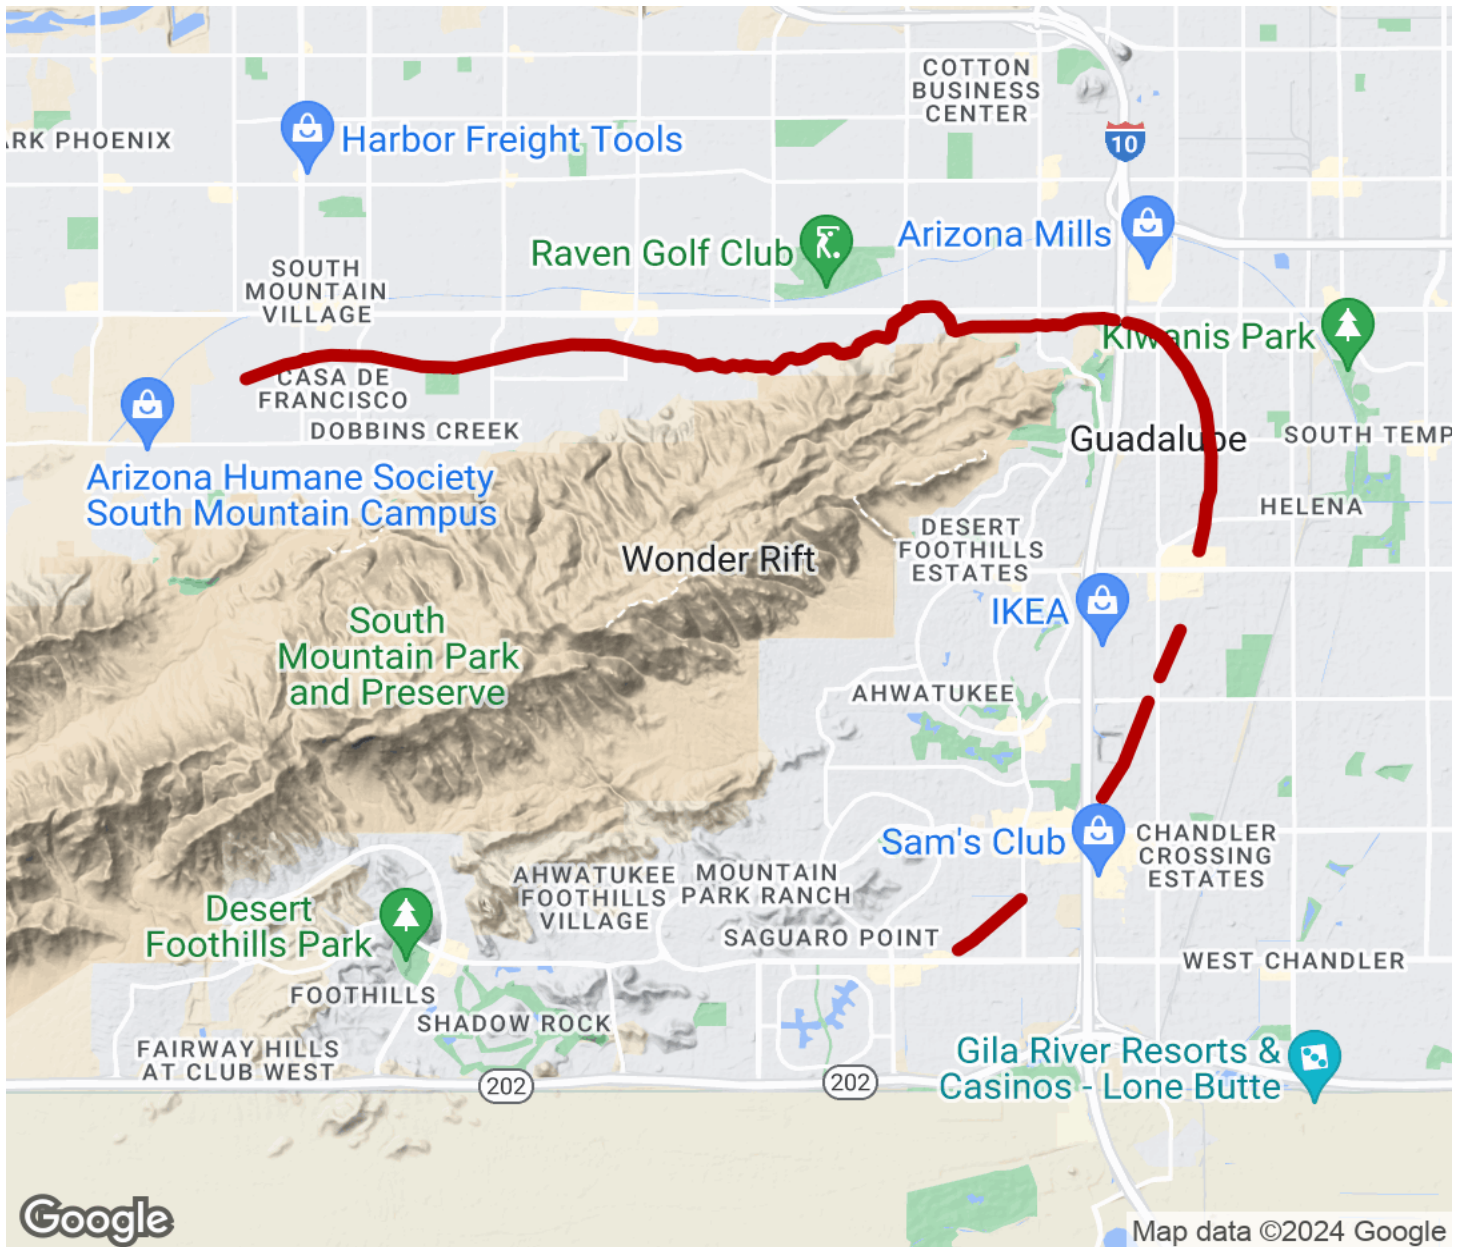 COTTON
BUSINESS
CENTER
ARK PHOENIX
Harbor Freight Tools
10
Arizona Mills
Raven Golf Club
SOUTH
MOUNTAIN
VILLAGE
Kiwanis Park
CASA DE
FRANCISCO
DOBBINS CREEK
Guadalupe
SOUTH TEMP
Arizona Humane Society
South Mountain Campus
HELENA
DESERT
FOOTHILLS
ESTATES
Wonder Rift
IKEA
South
Mountain Park
and Preserve
AHWATUKEE
Sam's Club
CHANDLER
CROSSING
ESTATES
AHWATUKEE
FOOTHILLS
VILLAGE
MOUNTAIN
PARK RANCH
Desert
Foothills Park
SAGUARO POINT
WEST CHANDLER
FOOTHILLS
SHADOW ROCK
FAIRWAY HILLS
AT CLUB WEST
202
202
Gila River Resorts &
Casinos - Lone Butte
Google
Map data ©2024 Google